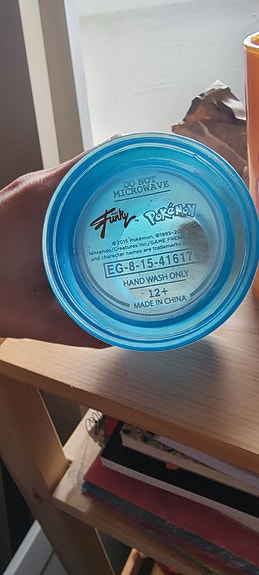 DO NOT
MICROWAVE
Funky POKéMON
©2015 Pokémon. ©1995-20
Nintendo/Creatures Inc/GAME FREAK
and character names are trademarks
EG-8-15-41617
HAND WASH ONLY
12+
MADE IN CHINA